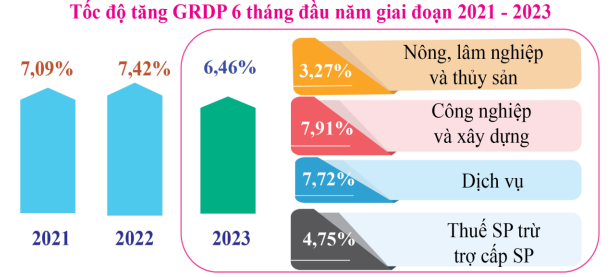 Tốc độ tăng GRDP 6 tháng đầu năm giai đoạn 2021 - 2023
7,09%
7,42%
6,46%
2021
2022
2023
3,27%
Nông, lâm nghiệp
và thủy sản
7,91%
Công nghiệp
và xây dựng
7,72%
Dịch vụ
4,75%
Thuế SP trừ
trợ cấp SP